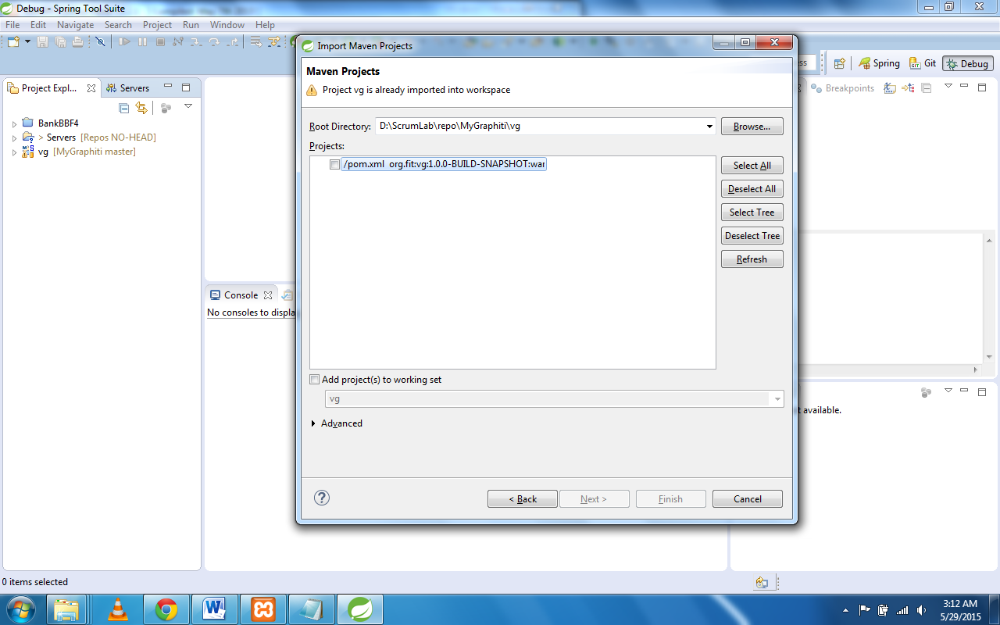 Debug - Spring Tool Suite
File Edit Navigate Search Project Run Window Help
Spring Git Debug
Project Expl... Servers
BankBBF4
> Servers [Repos NO-HEAD]
vg [MyGraphiti master]
Console
No consoles to displa
Breakpoints
t available.
Import Maven Projects
Maven Projects
Project vg is already imported into workspace
Root Directory: D:\ScrumLab\repo\MyGraphiti\vg Browse...
Projects:
/pom.xml org.fit:vg:1.0.0-BUILD-SNAPSHOT:war
Select All
Deselect All
Select Tree
Deselect Tree
Refresh
Add project(s) to working set
vg
Advanced
< Back Next > Finish Cancel
0 items selected
3:12 AM
5/29/2015